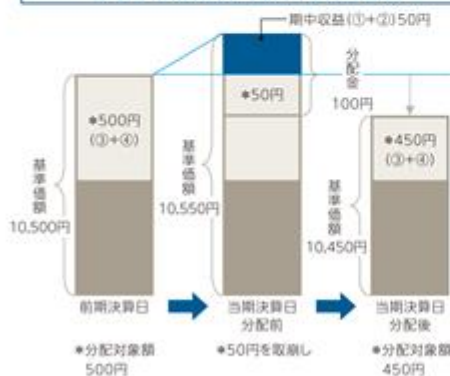 期中収益(①+②)50円
*500円
(③+④)
基準価額
10,500円
*50円
分配金
100円
基準価額
10,550円
*450円
(③+④)
基準価額
10,450円
前期決算日
当期決算日
分配前
当期決算日
分配後
*分配対象額
500円
*50円を取崩し
*分配対象額
450円